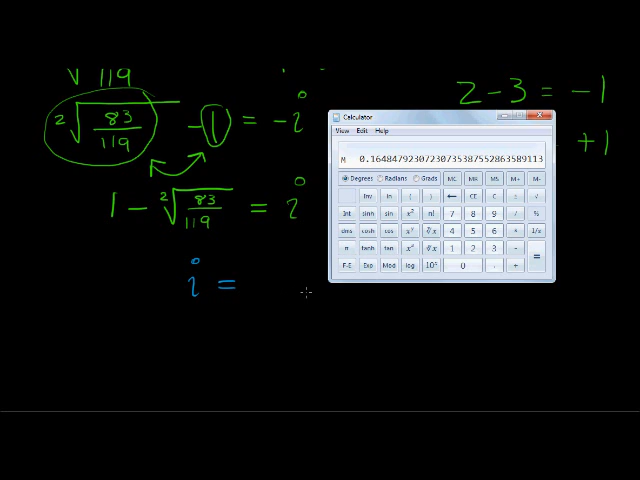 √ 119
²√(83/119) - 1 = - i
1 - ²√(83/119) = i
i =
2 - 3 = - 1
+ 1
Calculator
View Edit Help
M 0.16484792307230735387552863589113
Degrees Radians Grads MC MR MS M+ M-
Inv ln ( ) ← CE C ± √
Int sinh sin x² n! 7 8 9 / %
dms cosh cos xʸ ʸ√x 4 5 6 * 1/x
π tanh tan x³ ³√x 1 2 3 - =
F-E Exp Mod log 10ˣ 0 . +